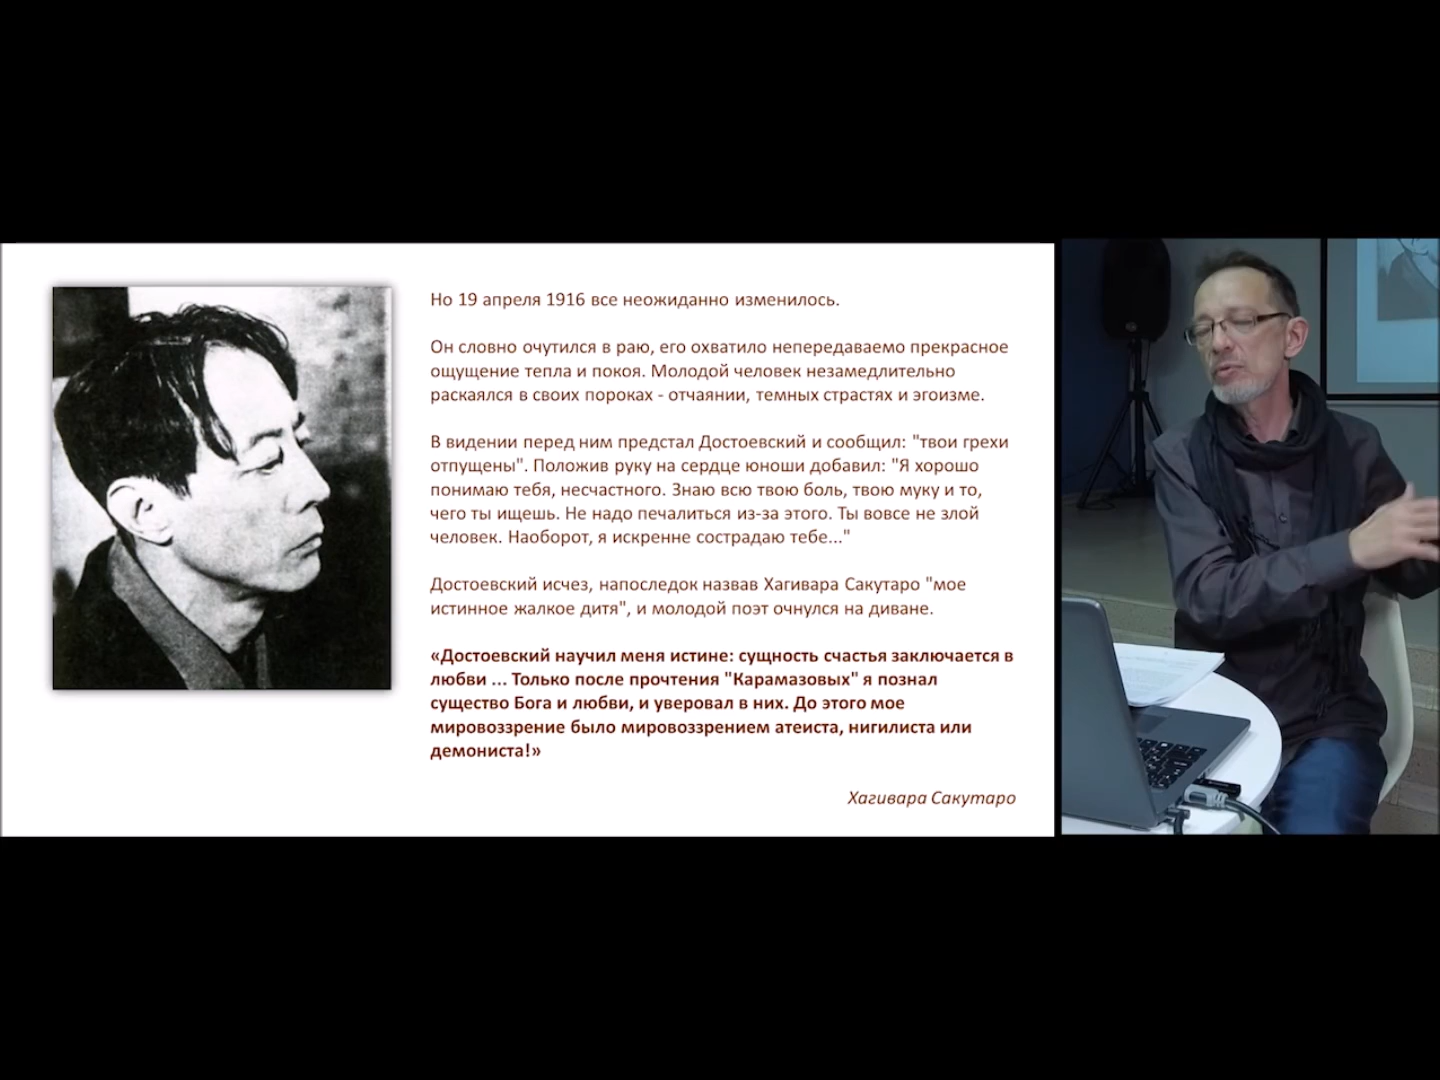 Но 19 апреля 1916 все неожиданно изменилось.
Он словно очутился в раю, его охватило непередаваемо прекрасное
ощущение тепла и покоя. Молодой человек незамедлительно
раскаялся в своих пороках - отчаянии, темных страстях и эгоизме.
В видении перед ним предстал Достоевский и сообщил: "твои грехи
отпущены". Положив руку на сердце юноши добавил: "Я хорошо
понимаю тебя, несчастного. Знаю всю твою боль, твою муку и то,
чего ты ищешь. Не надо печалиться из-за этого. Ты вовсе не злой
человек. Наоборот, я искренне сострадаю тебе..."
Достоевский исчез, напоследок назвав Хагивара Сакутаро "мое
истинное жалкое дитя", и молодой поэт очнулся на диване.
«Достоевский научил меня истине: сущность счастья заключается в
любви ... Только после прочтения "Карамазовых" я познал
существо Бога и любви, и уверовал в них. До этого мое
мировоззрение было мировоззрением атеиста, нигилиста или
демониста!»
Хагивара Сакутаро